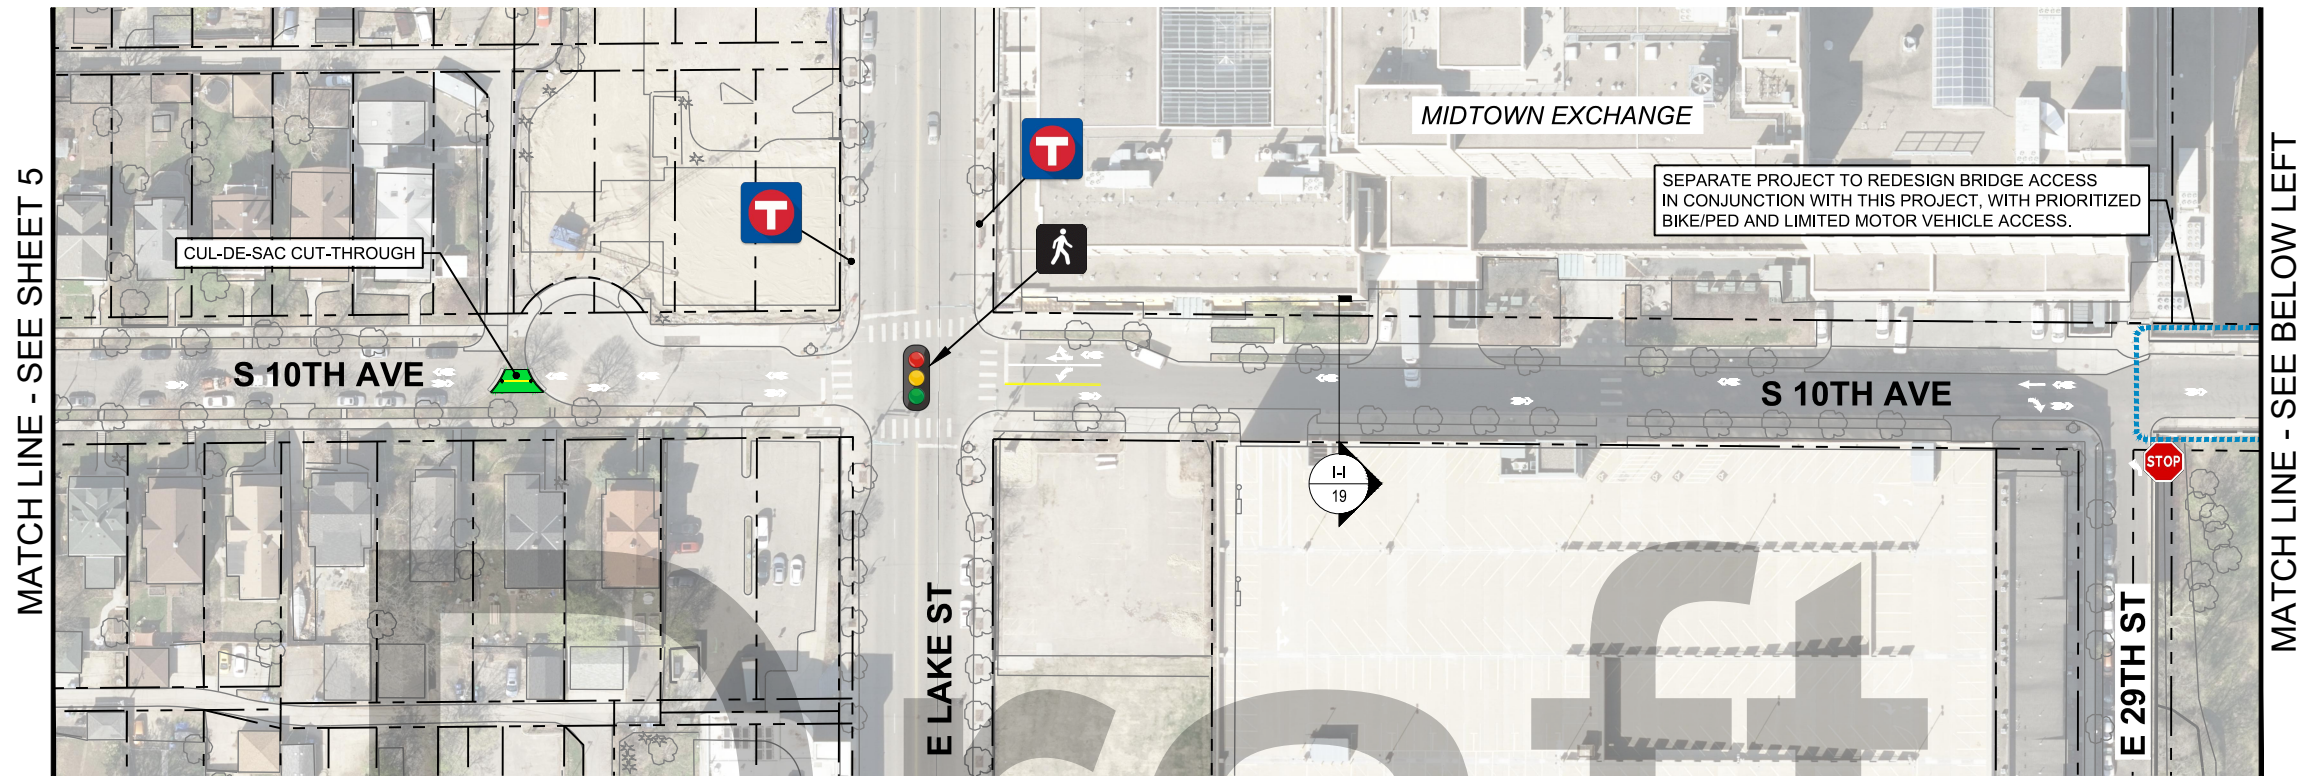 MATCH LINE - SEE SHEET 5
CUL-DE-SAC CUT-THROUGH
S 10TH AVE
T
T
MIDTOWN EXCHANGE
SEPARATE PROJECT TO REDESIGN BRIDGE ACCESS
IN CONJUNCTION WITH THIS PROJECT, WITH PRIORITIZED
BIKE/PED AND LIMITED MOTOR VEHICLE ACCESS.
S 10TH AVE
I-I
19
STOP
E LAKE ST
E 29TH ST
MATCH LINE - SEE BELOW LEFT
Draft